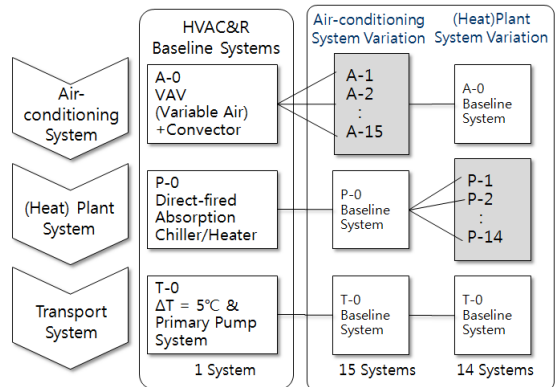 HVAC&R
Baseline Systems
Air-conditioning
System Variation
(Heat)Plant
System Variation
Air-
conditioning
System
A-0
VAV
(Variable Air)
+Convector
A-1
A-2
:
A-15
A-0
Baseline
System
(Heat) Plant
System
P-0
Direct-fired
Absorption
Chiller/Heater
P-0
Baseline
System
P-1
P-2
:
P-14
Transport
System
T-0
ΔT = 5℃ &
Primary Pump
System
T-0
Baseline
System
T-0
Baseline
System
1 System
15 Systems
14 Systems